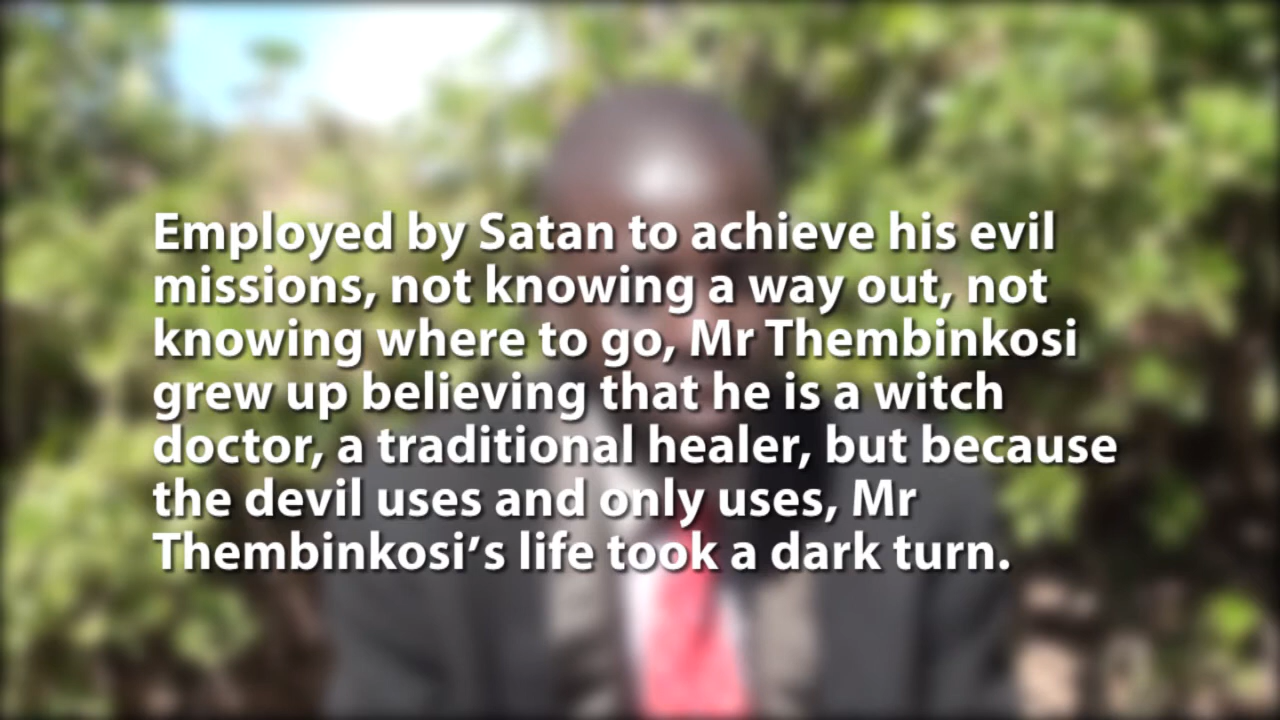 Employed by Satan to achieve his evil
missions, not knowing a way out, not
knowing where to go, Mr Thembinkosi
grew up believing that he is a witch
doctor, a traditional healer, but because
the devil uses and only uses, Mr
Thembinkosi’s life took a dark turn.